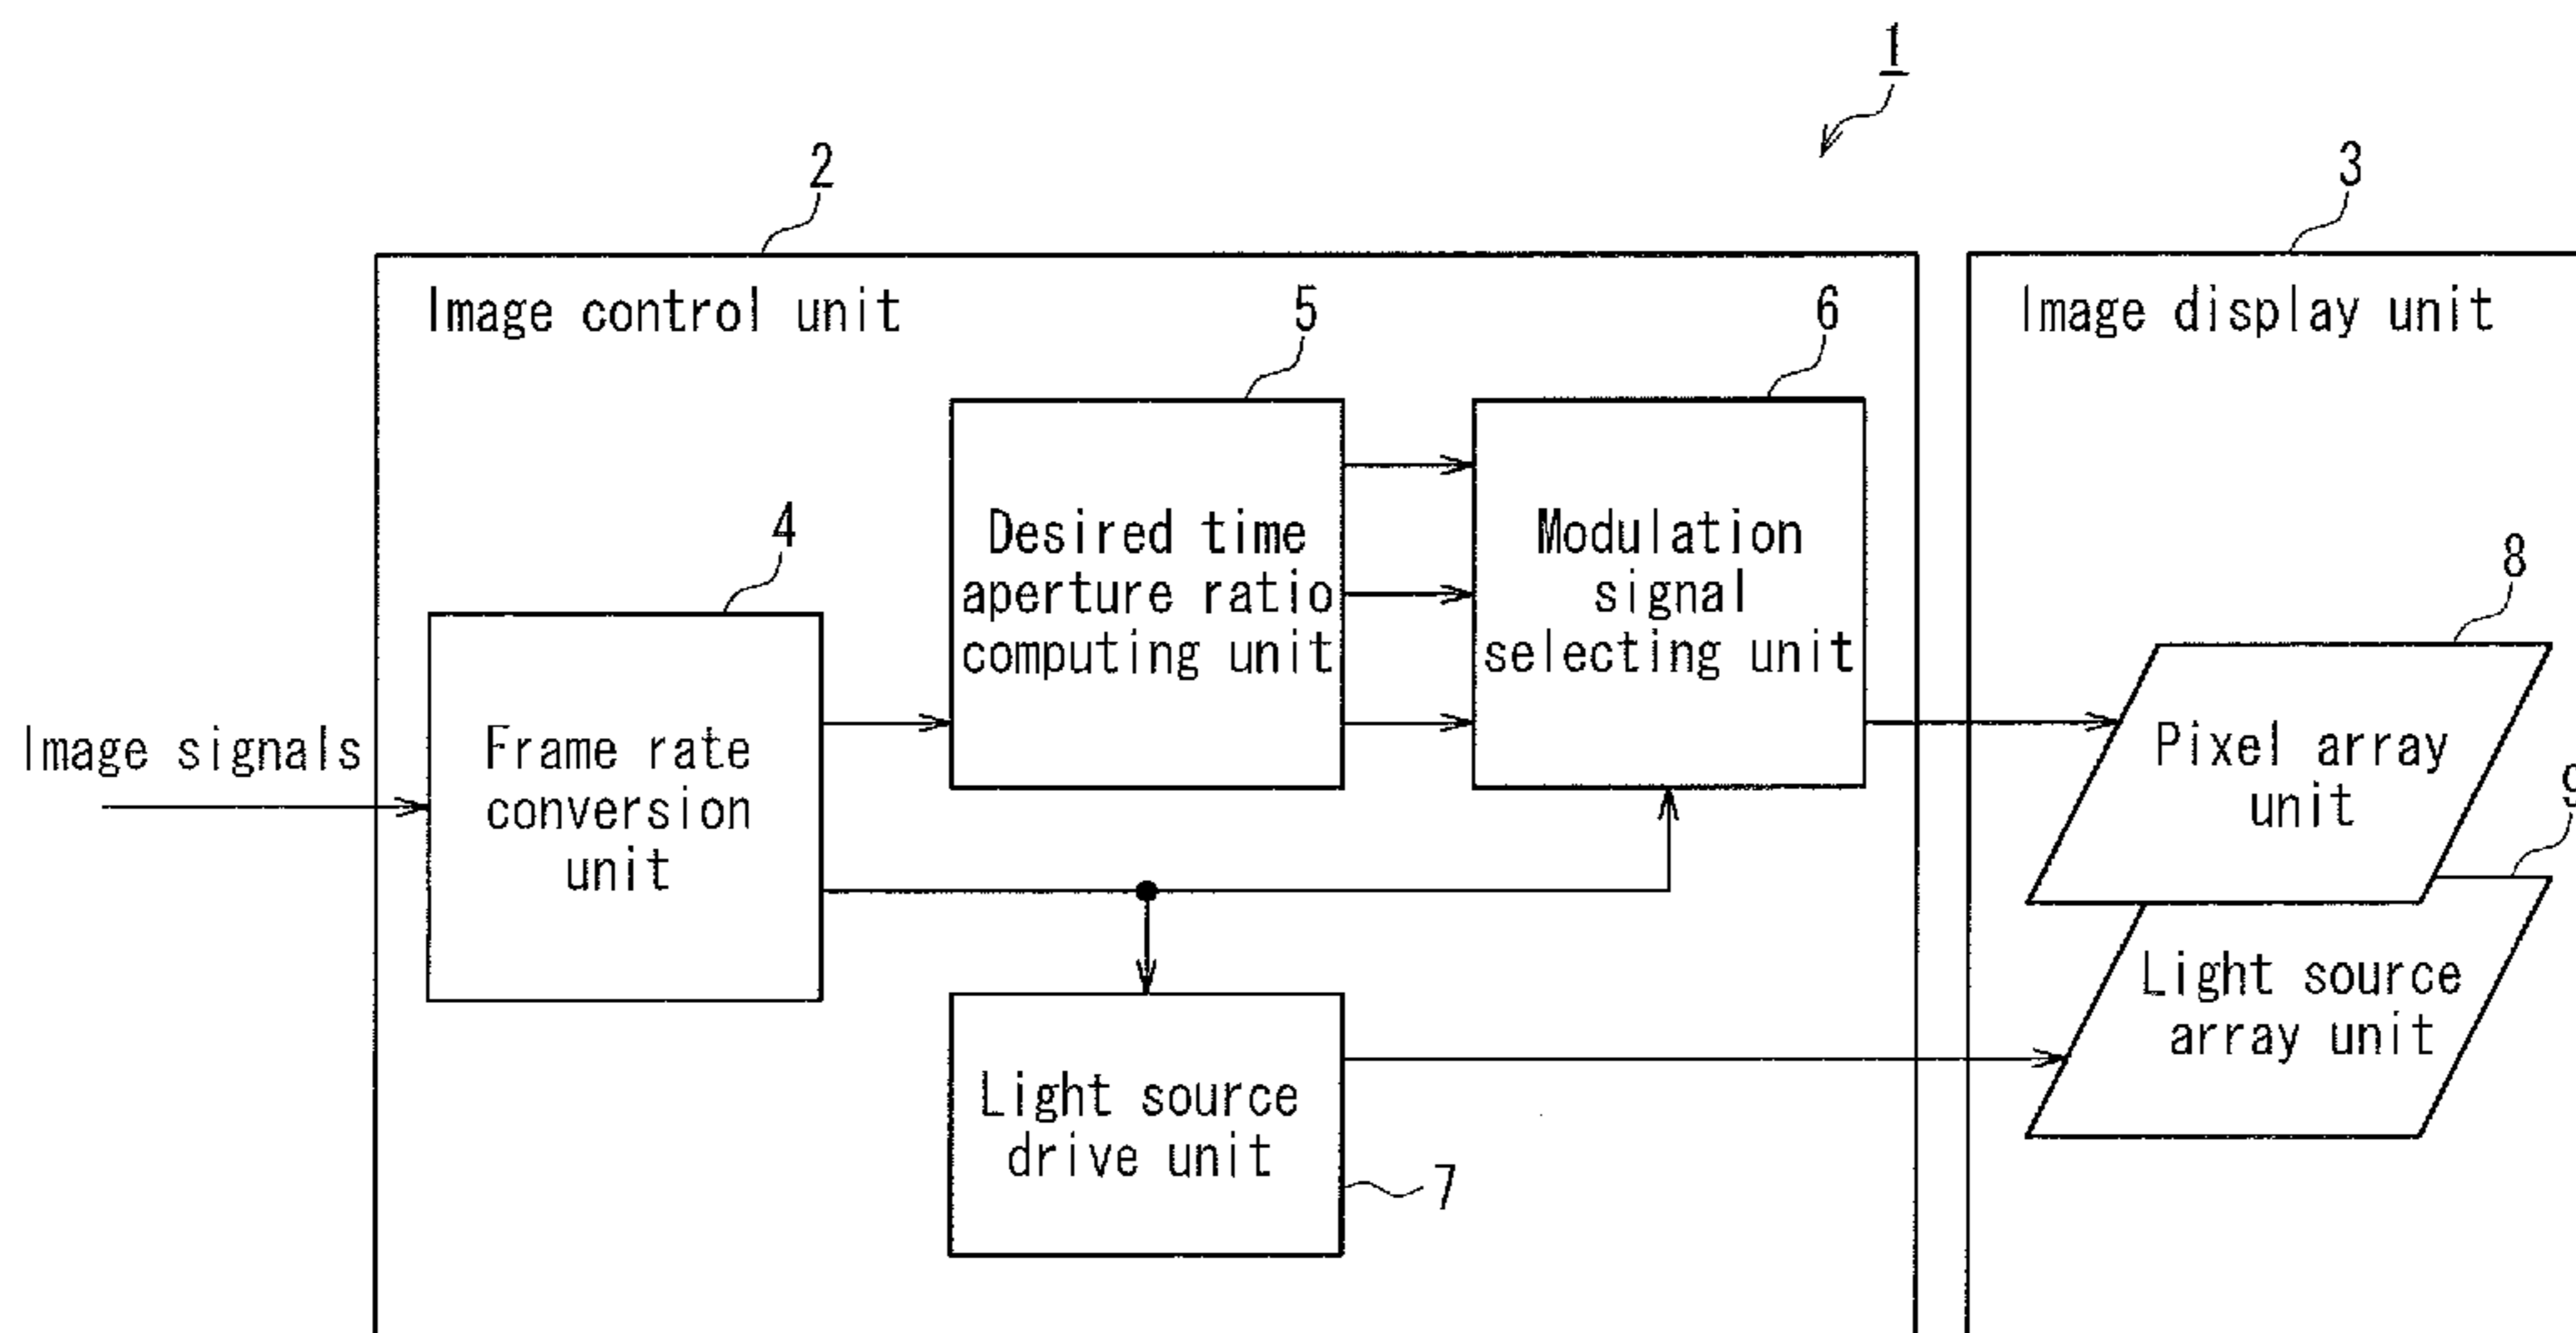 1
2
3
Image control unit
5
6
Image display unit
4
Desired time
aperture ratio
computing unit
Modulation
signal
selecting unit
8
Image signals
Frame rate
conversion
unit
Pixel array
unit
9
Light source
array unit
Light source
drive unit
7